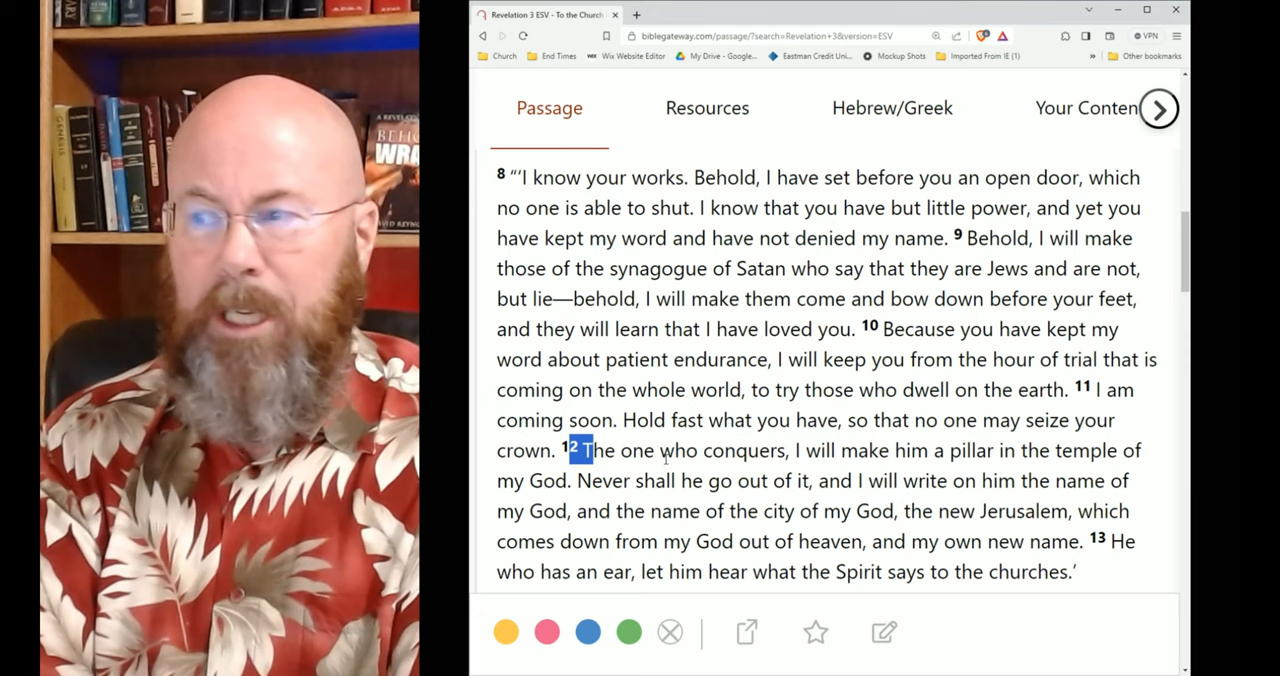 GENESIS
A REVELA
BEHO
WRA
VID REYNO
Revelation 3 ESV - To the Church
biblegateway.com/passage/?search=Revelation+3&version=ESV
VPN
Church End Times WIX Wix Website Editor My Drive - Google... Eastman Credit Uni... Mockup Shots Imported From IE (1) » Other bookmarks
Passage Resources Hebrew/Greek Your Conten
8 “‘I know your works. Behold, I have set before you an open door, which
no one is able to shut. I know that you have but little power, and yet you
have kept my word and have not denied my name. 9 Behold, I will make
those of the synagogue of Satan who say that they are Jews and are not,
but lie—behold, I will make them come and bow down before your feet,
and they will learn that I have loved you. 10 Because you have kept my
word about patient endurance, I will keep you from the hour of trial that is
coming on the whole world, to try those who dwell on the earth. 11 I am
coming soon. Hold fast what you have, so that no one may seize your
crown. 12 The one who conquers, I will make him a pillar in the temple of
my God. Never shall he go out of it, and I will write on him the name of
my God, and the name of the city of my God, the new Jerusalem, which
comes down from my God out of heaven, and my own new name. 13 He
who has an ear, let him hear what the Spirit says to the churches.’